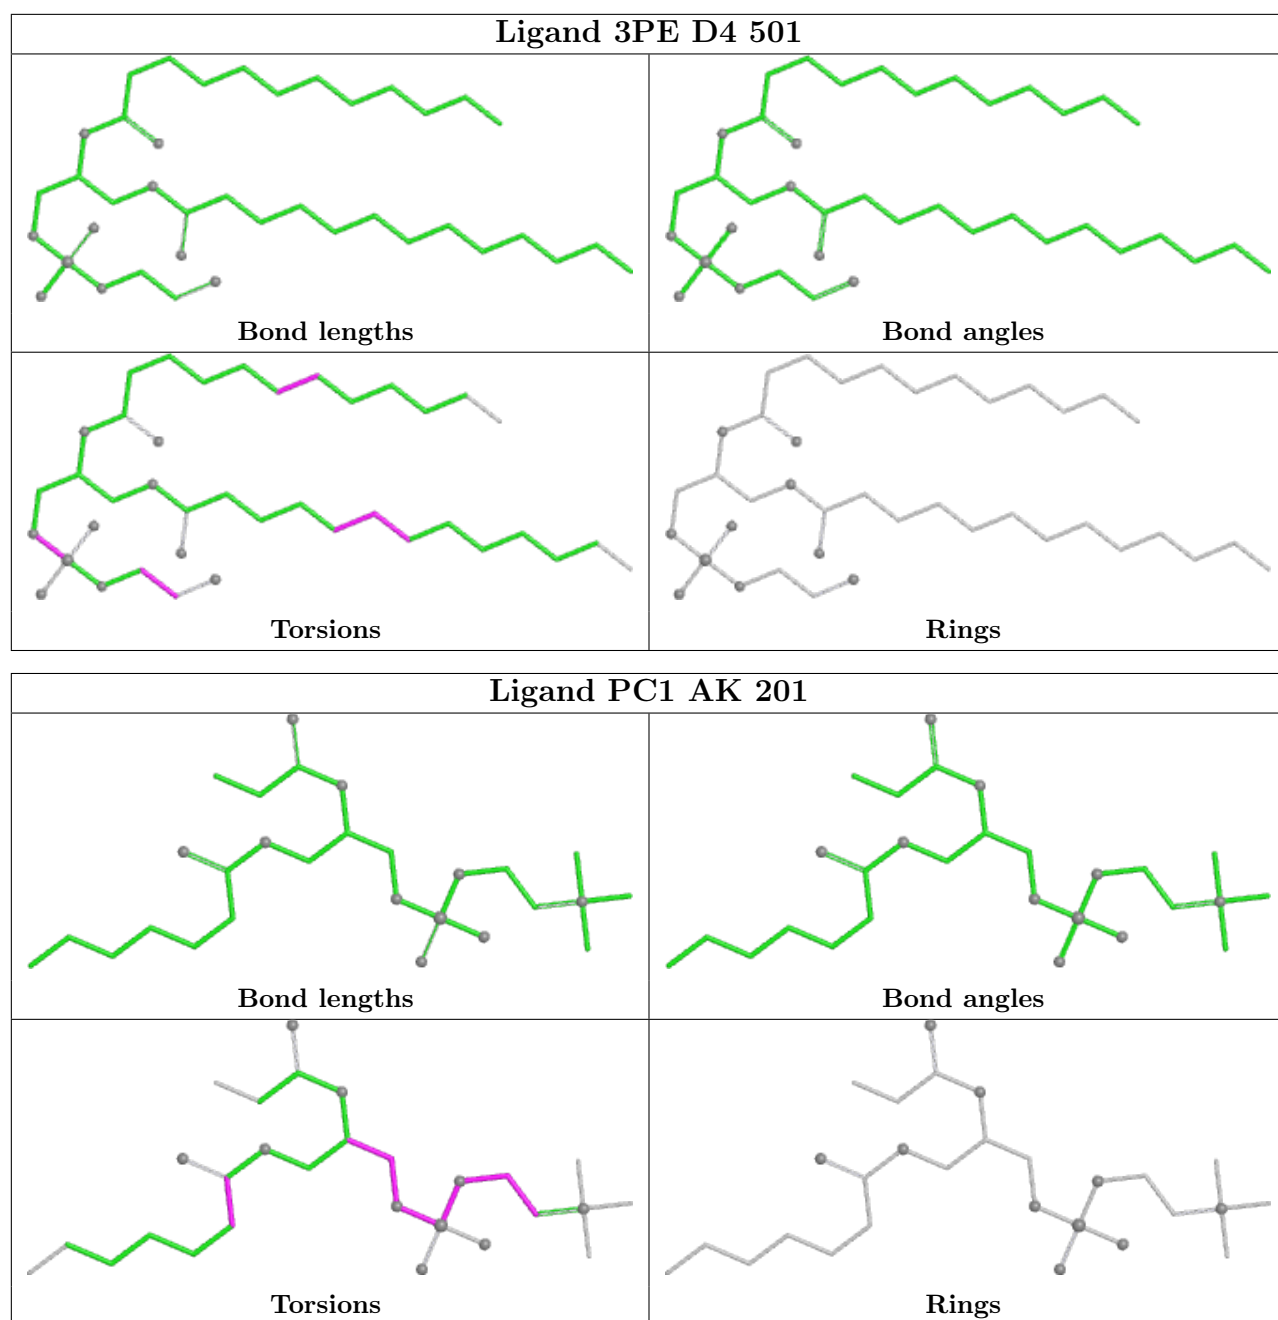 Ligand 3PE D4 501
Bond lengths
Bond angles
Torsions
Rings
Ligand PC1 AK 201
Bond lengths
Bond angles
Torsions
Rings